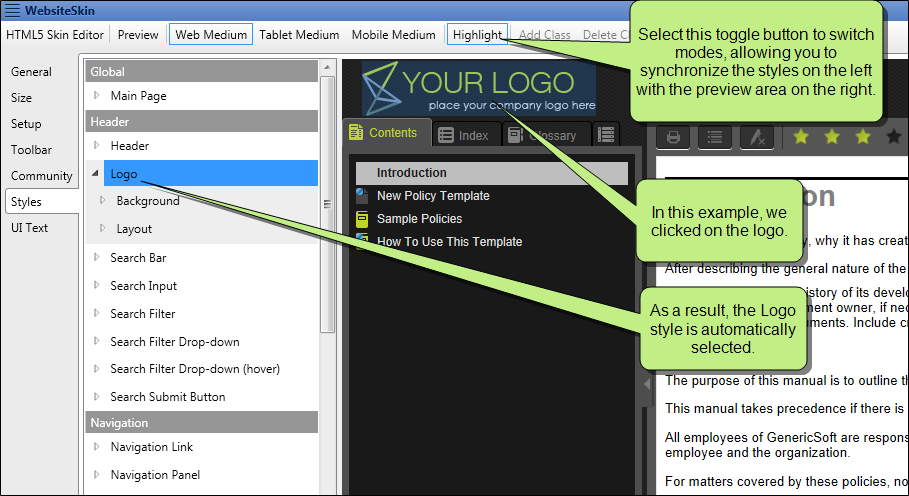 WebsiteSkin
HTML5 Skin Editor Preview Web Medium Tablet Medium Mobile Medium Highlight Add Class Delete
Select this toggle button to switch
modes, allowing you to
synchronize the styles on the left
with the preview area on the right.
General
Size
Setup
Toolbar
Community
Styles
UI Text
Global
Main Page
Header
Header
Logo
Background
Layout
Search Bar
Search Input
Search Filter
Search Filter Drop-down
Search Filter Drop-down (hover)
Search Submit Button
Navigation
Navigation Link
Navigation Panel
YOUR LOGO
place your company logo here
Contents Index Glossary
Introduction
New Policy Template
Sample Policies
How To Use This Template
In this example, we
clicked on the logo.
As a result, the Logo
style is automatically
selected.
on
, why it has creat
After describing the general nature of the
istory of its devel
ment owner, if nec
uments. Include cr
The purpose of this manual is to outline th
This manual takes precedence if there is
All employees of GenericSoft are respons
employee and the organization.
For matters covered by these policies, no